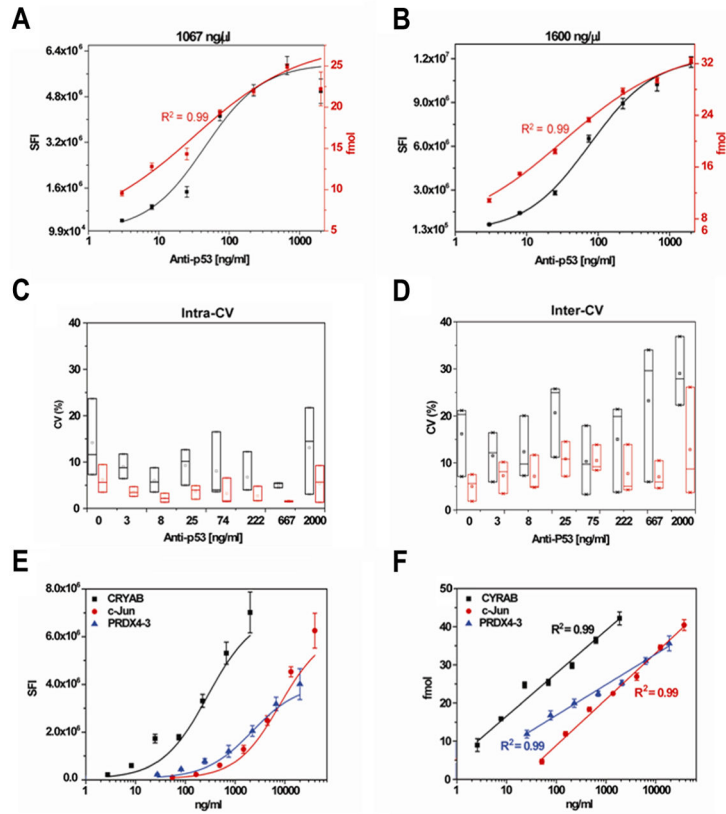 A
1067 ng/µl
6.4x10⁶
4.8x10⁶
3.2x10⁶
1.6x10⁶
9.9x10⁴
SFI
R² = 0.99
25
20
15
10
5
fmol
1 10 100 1000
Anti-p53 [ng/ml]
B
1600 ng/µl
1.2x10⁷
9.0x10⁶
6.0x10⁶
3.0x10⁶
1.3x10⁵
SFI
R² = 0.99
32
24
16
8
6
fmol
1 10 100 1000
Anti-p53 [ng/ml]
C
Intra-CV
40
30
20
10
0
CV (%)
0 3 8 25 74 222 667 2000
Anti-p53 [ng/ml]
D
Inter-CV
40
30
20
10
0
CV (%)
0 3 8 25 75 222 667 2000
Anti-P53 [ng/ml]
E
8.0x10⁶
6.0x10⁶
4.0x10⁶
2.0x10⁶
0.0
SFI
CRYAB
c-Jun
PRDX4-3
1 10 100 1000 10000
ng/ml
F
50
40
30
20
10
0
fmol
CYRAB
c-Jun
PRDX4-3
R² = 0.99
R² = 0.99
R² = 0.99
1 10 100 1000 10000
ng/ml